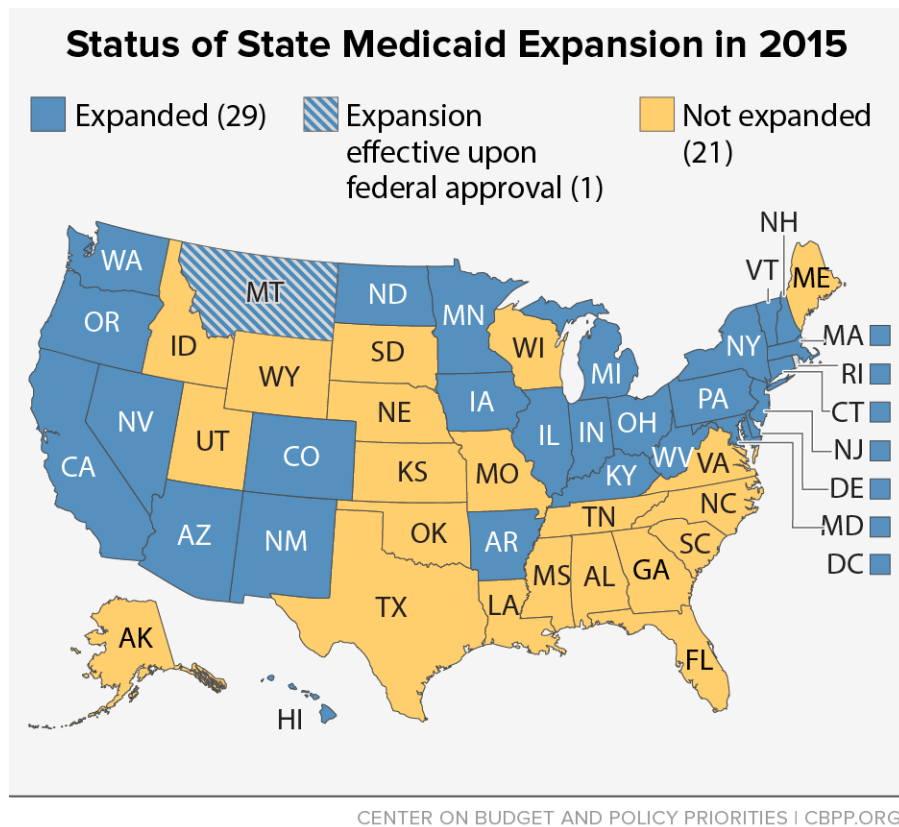 Status of State Medicaid Expansion in 2015
Expanded (29)
Expansion
effective upon
federal approval (1)
Not expanded
(21)
NH
VT
ME
WA
MT
ND
MN
OR
ID
SD
WI
MI
NY
MA
WY
RI
IA
PA
CT
NE
NV
UT
IL
IN
OH
NJ
CO
CA
KS
MO
KY
WV
VA
DE
NC
TN
MD
AZ
NM
OK
AR
SC
DC
MS
AL
GA
LA
TX
AK
FL
HI
CENTER ON BUDGET AND POLICY PRIORITIES I CBPP.ORG